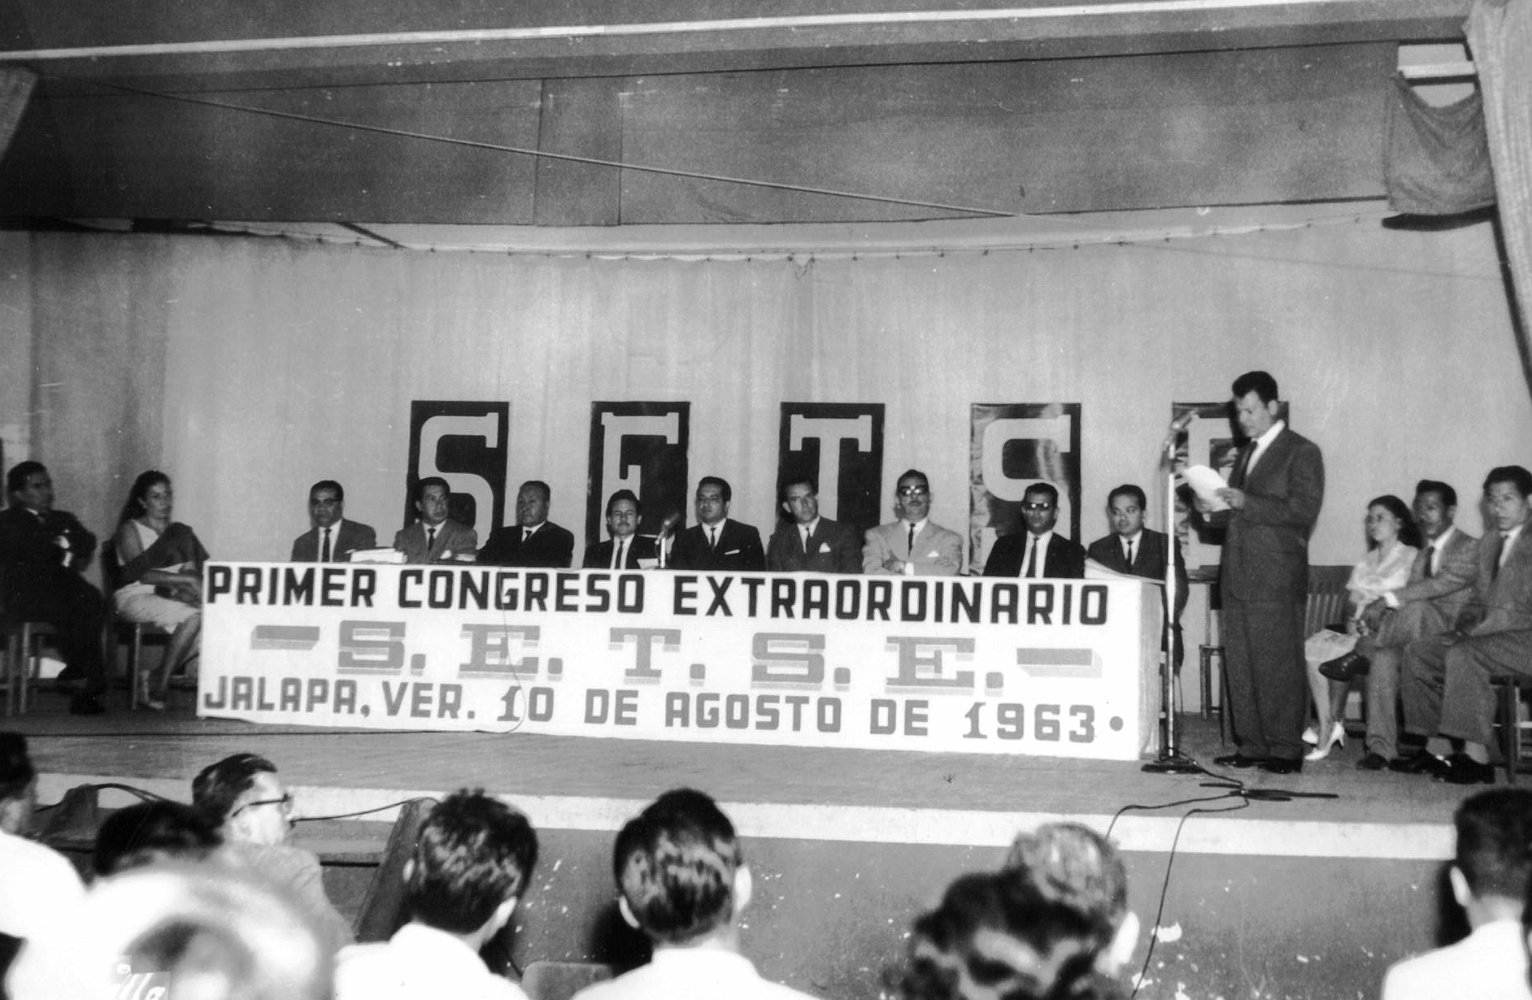 S E T S E
PRIMER CONGRESO EXTRAORDINARIO
— S. E. T. S. E. —
JALAPA, VER. 10 DE AGOSTO DE 1963.